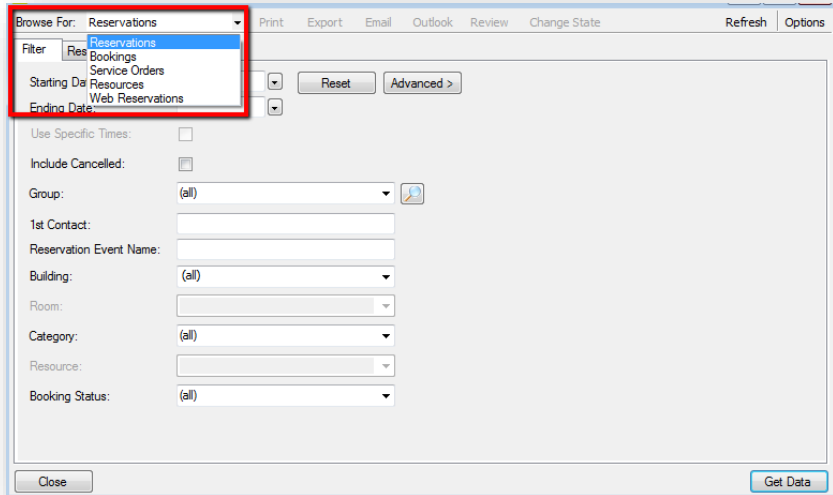 Browse For: Reservations Print Export Email Outlook Review Change State Refresh Options
Reservations
Filter Res
Bookings
Service Orders
Starting Da Resources Reset Advanced >
Web Reservations
Ending Date:
Use Specific Times:
Include Cancelled:
Group: (all)
1st Contact:
Reservation Event Name:
Building: (all)
Room:
Category: (all)
Resource:
Booking Status: (all)
Close Get Data